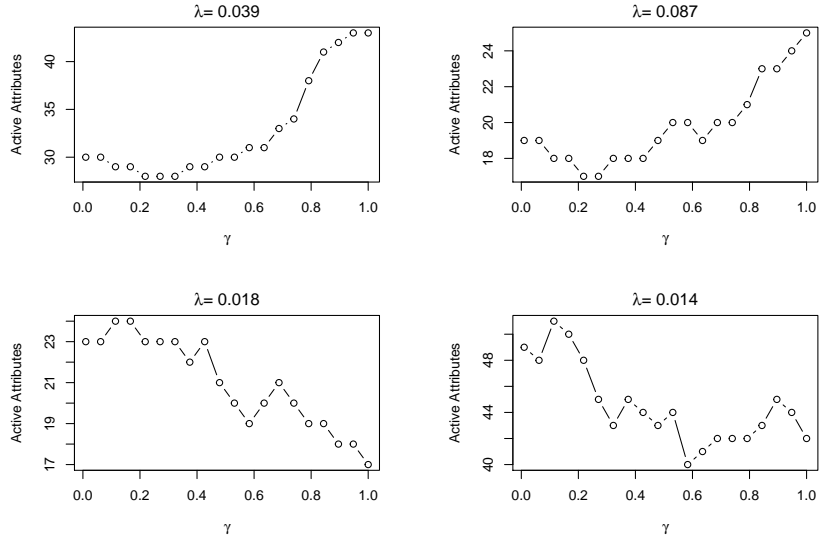 λ= 0.039
Active Attributes
30 35 40
0.0 0.2 0.4 0.6 0.8 1.0
γ
λ= 0.087
Active Attributes
18 20 22 24
0.0 0.2 0.4 0.6 0.8 1.0
γ
λ= 0.018
Active Attributes
17 19 21 23
0.0 0.2 0.4 0.6 0.8 1.0
γ
λ= 0.014
Active Attributes
40 44 48
0.0 0.2 0.4 0.6 0.8 1.0
γ